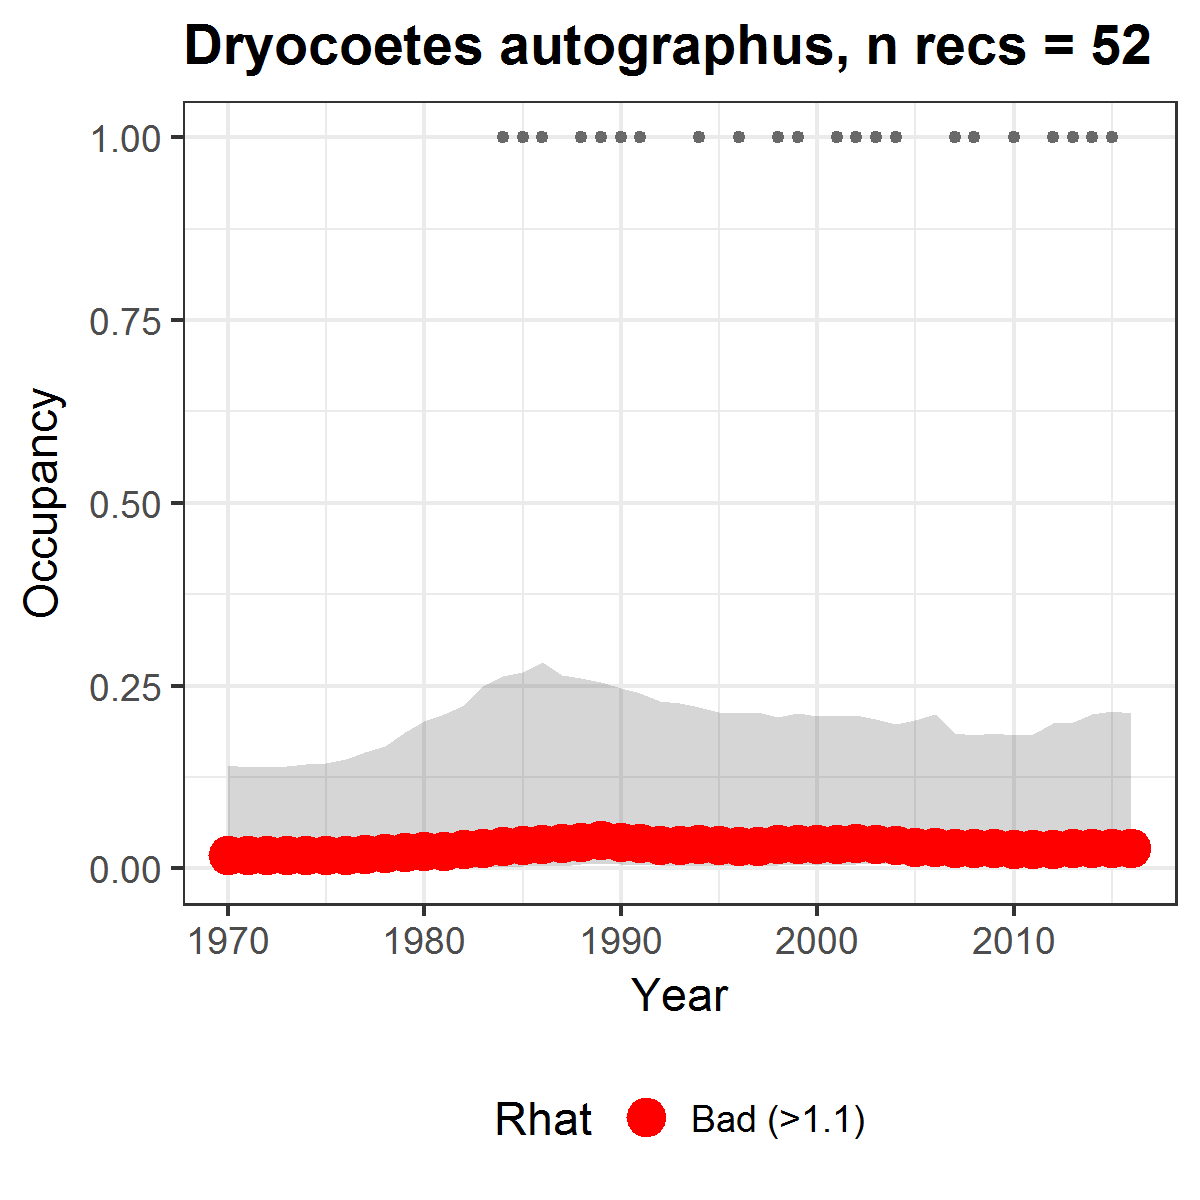 Dryocoetes autographus, n recs = 52
1.00
0.75
0.50
0.25
0.00
Occupancy
1970 1980 1990 2000 2010
Year
Rhat Bad (>1.1)